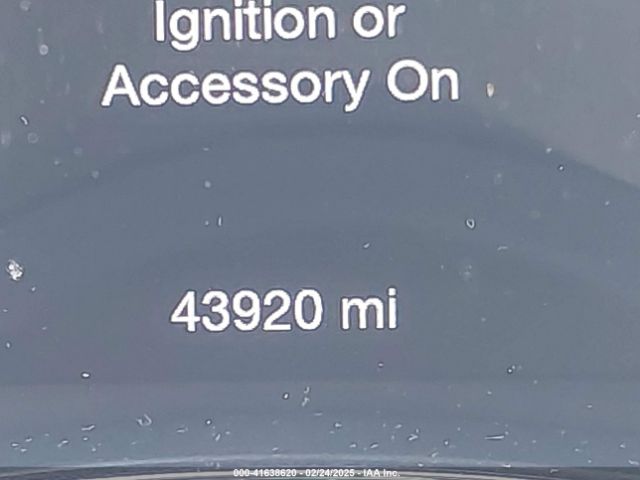 Ignition or
Accessory On
43920 mi
000-41638620 - 02/24/2025 - IAA Inc.